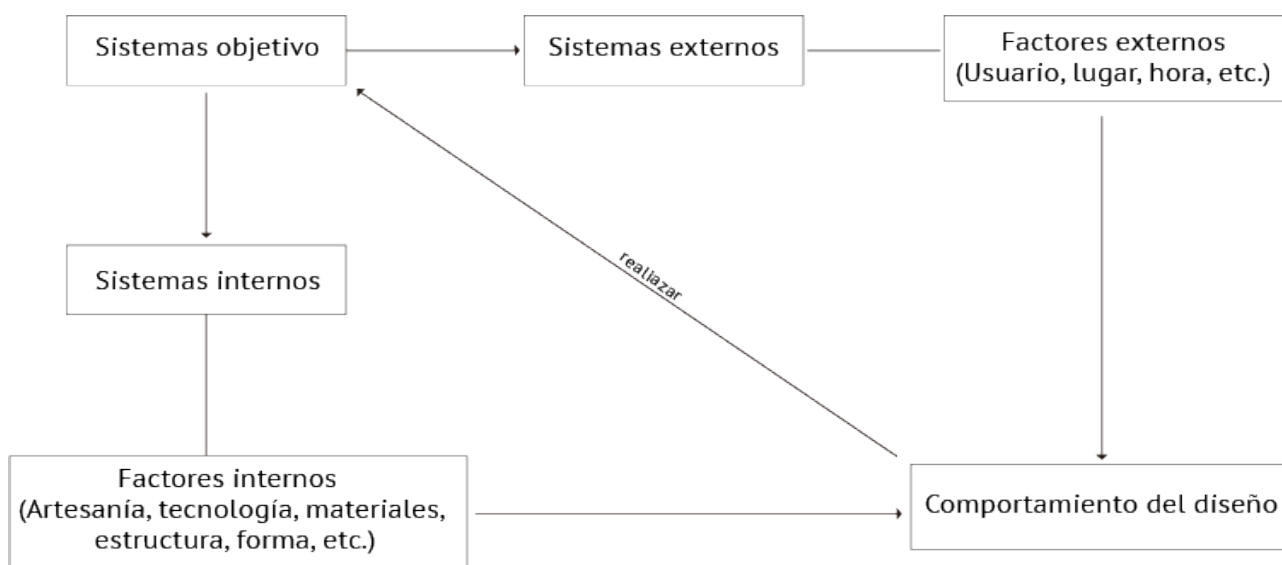 Sistemas objetivo
Sistemas externos
Factores externos
(Usuario, lugar, hora, etc.)
Sistemas internos
realiazar
Factores internos
(Artesanía, tecnología, materiales,
estructura, forma, etc.)
Comportamiento del diseño